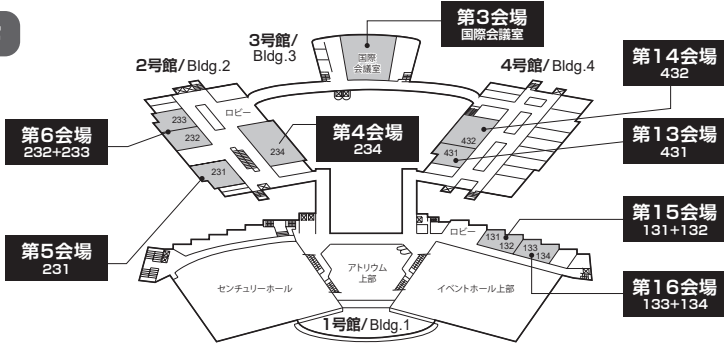 第3会場
国際会議室
3号館/
Bldg.3
国際
会議室
2号館/Bldg.2
4号館/Bldg.4
第14会場
432
第6会場
232+233
233
232
ロビー
第4会場
234
234
231
432
431
第13会場
431
第5会場
231
第15会場
131+132
ロビー
131
132
133
134
第16会場
133+134
アトリウム
上部
センチュリーホール
イベントホール上部
1号館/Bldg.1